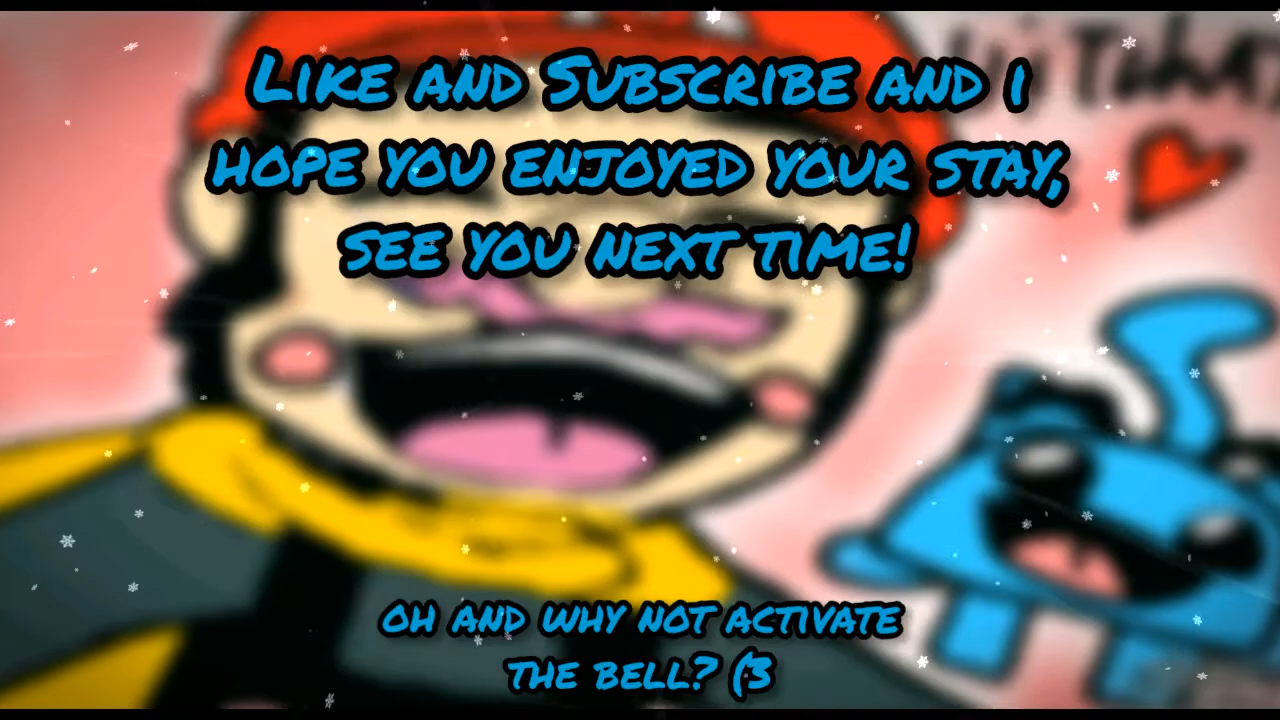 Like and Subscribe and i
hope you enjoyed your stay,
see you next time!
oh and why not activate
the bell? (3